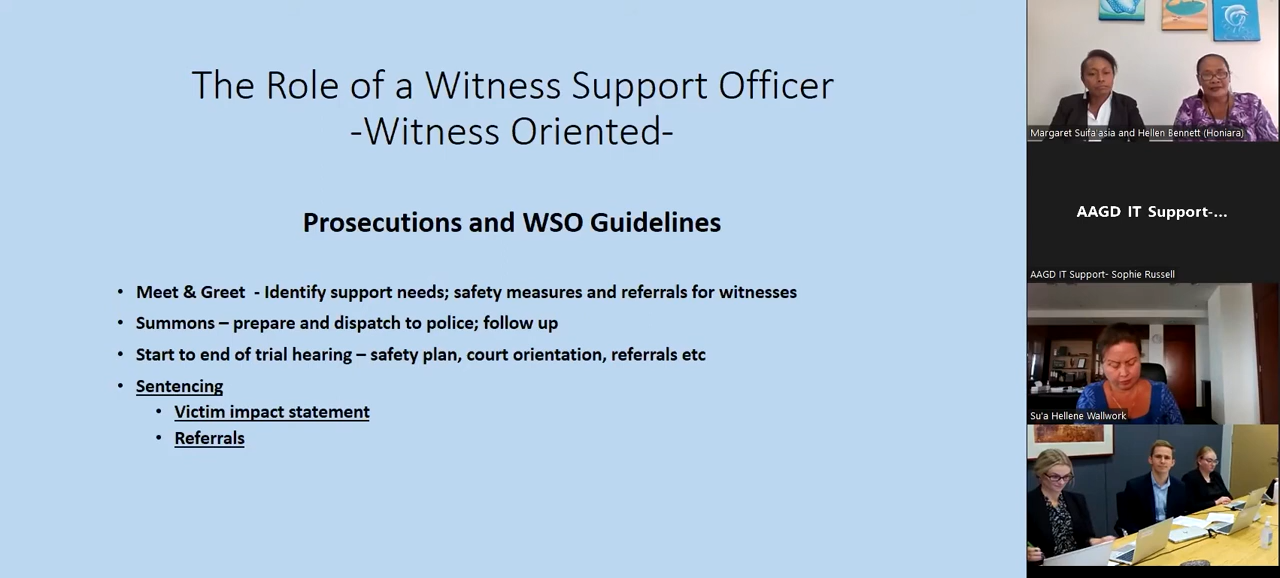 The Role of a Witness Support Officer
-Witness Oriented-
Prosecutions and WSO Guidelines
• Meet & Greet - Identify support needs; safety measures and referrals for witnesses
• Summons – prepare and dispatch to police; follow up
• Start to end of trial hearing – safety plan, court orientation, referrals etc
• Sentencing
• Victim impact statement
• Referrals
Margaret Suifa'asia and Hellen Bennett (Honiara)
AAGD IT Support-...
AAGD IT Support- Sophie Russell
Su'a Hellene Wallwork